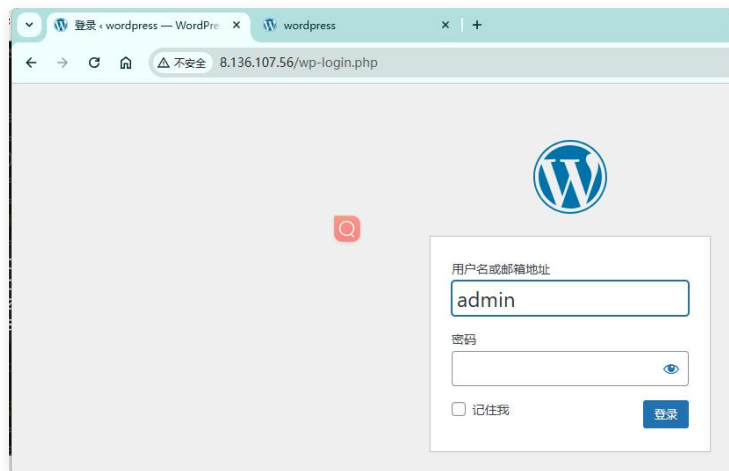 登录 ‹ wordpress — WordPre
wordpress
不安全 8.136.107.56/wp-login.php
用户名或邮箱地址
admin
密码
记住我
登录